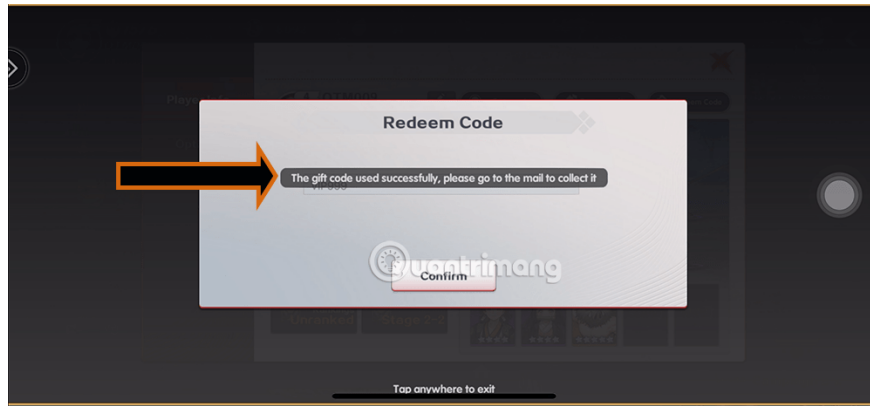 Redeem Code
The gift code used successfully, please go to the mail to collect it
uantrimang
Confirm
Tap anywhere to exit